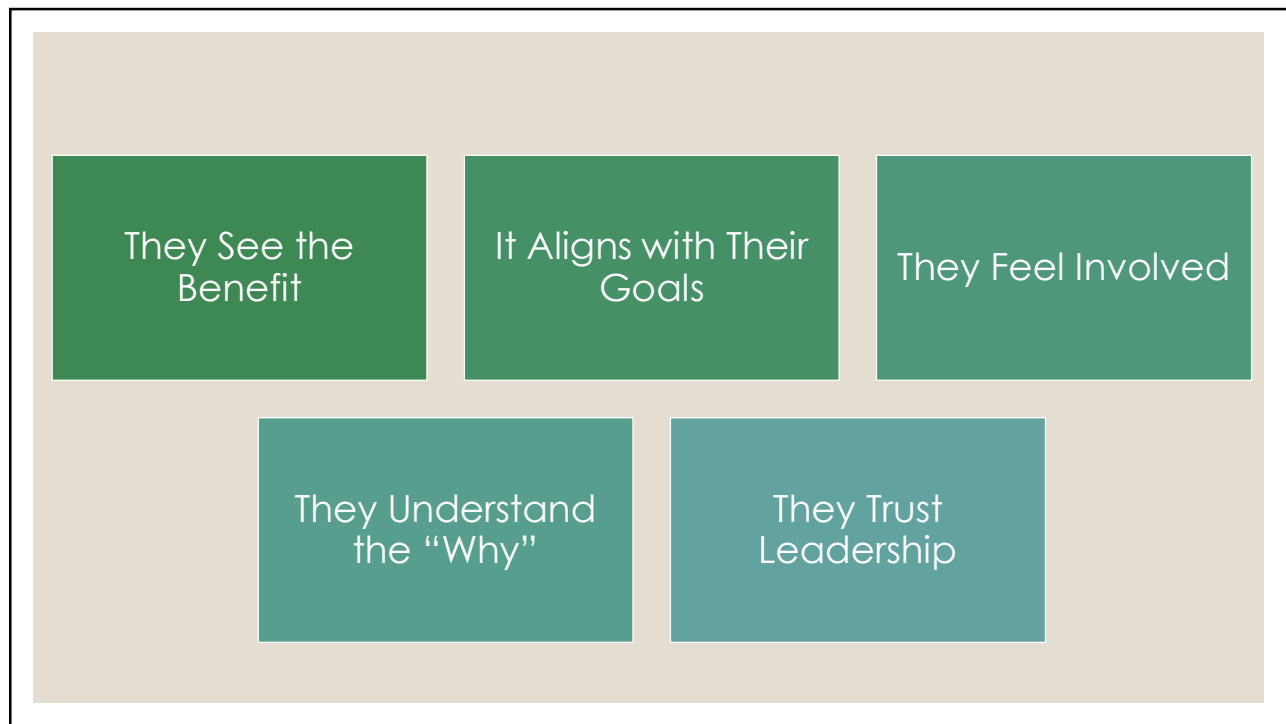 They See the
Benefit
It Aligns with Their
Goals
They Feel Involved
They Understand
the “Why”
They Trust
Leadership